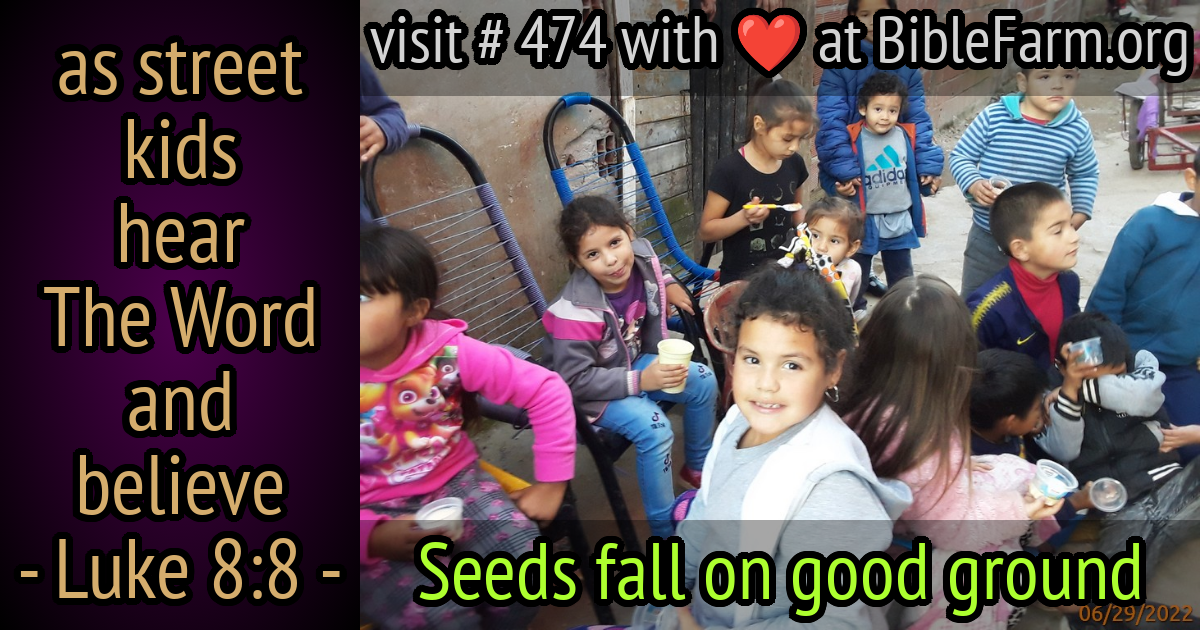 as street
kids
hear
The Word
and
believe
- Luke 8:8 -
visit # 474 with ❤️ at BibleFarm.org
adidas
Seeds fall on good ground
06/29/2022